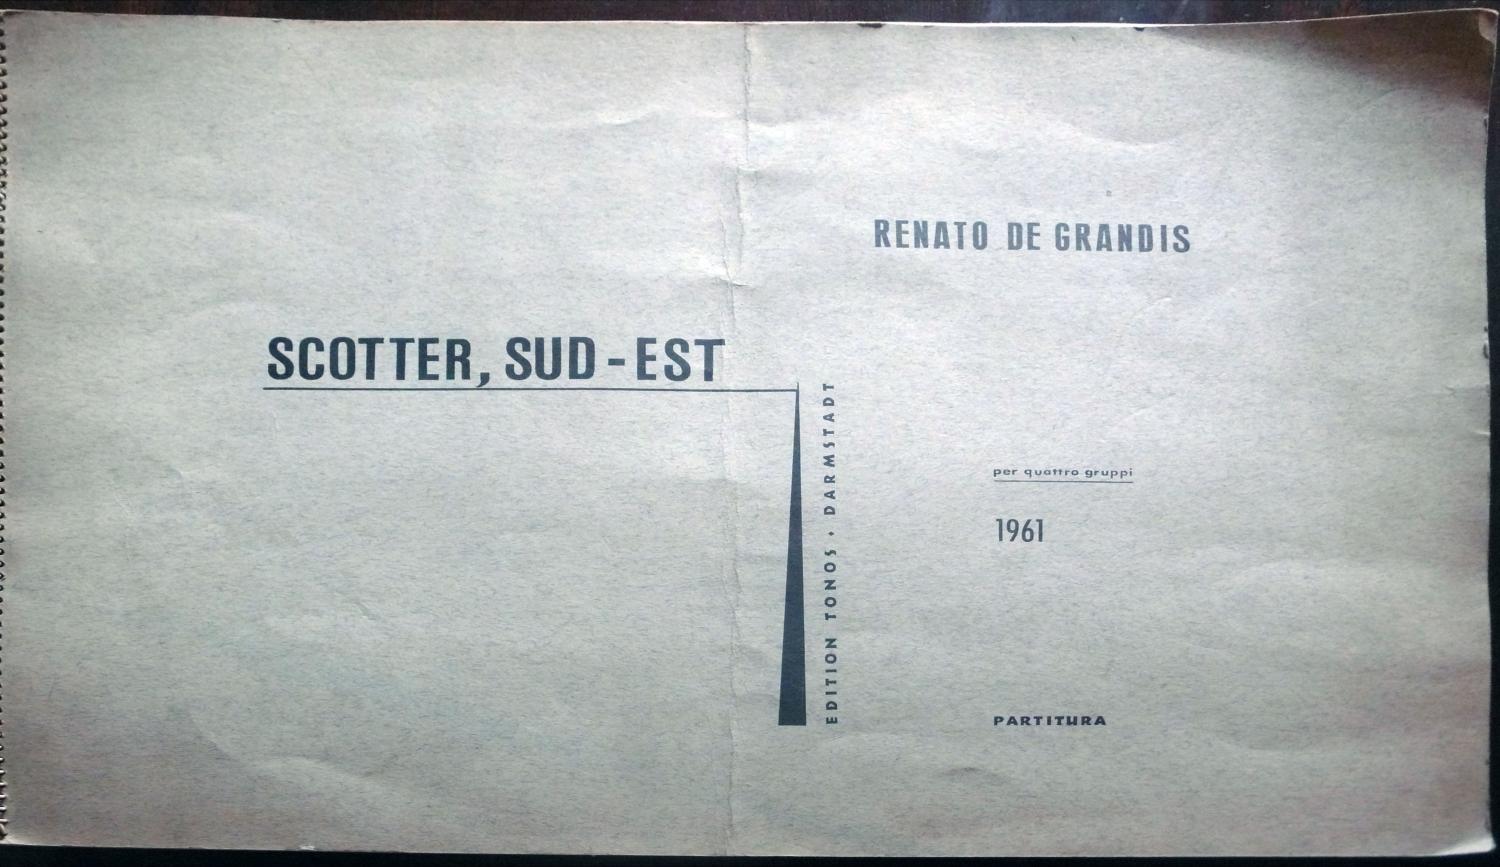 RENATO DE GRANDIS
SCOTTER, SUD-EST
EDITION TONOS · DARMSTADT
per quattro gruppi
1961
PARTITURA